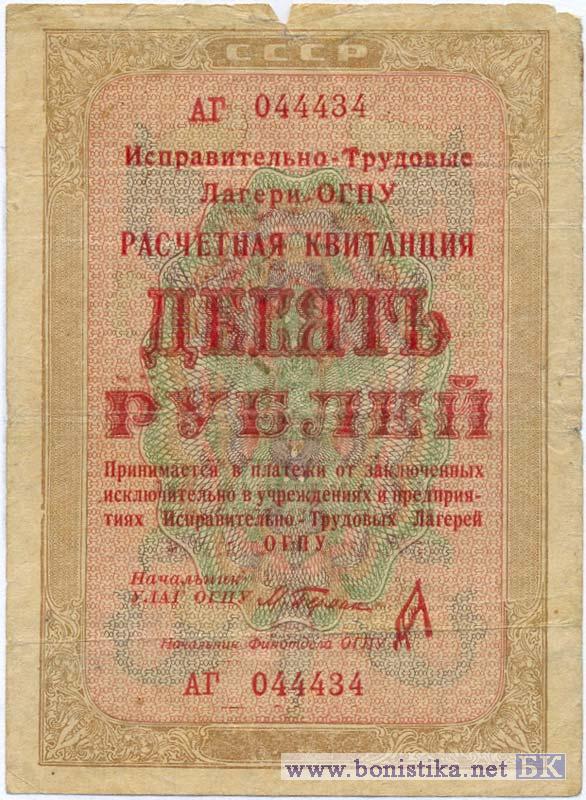 СССР
АГ 044434
Исправительно-Трудовые
Лагери ОГПУ
РАСЧЕТНАЯ КВИТАНЦИЯ
ДЕСЯТЬ
РУБЛЕЙ
Принимается в платежи от заключенных
исключительно в учреждениях и предприя-
тиях Исправительно-Трудовых Лагерей
ОГПУ
Начальник
УЛАГ ОГПУ М. Берман
Начальник Финотдела ОГПУ
АГ 044434
www.bonistika.net БК